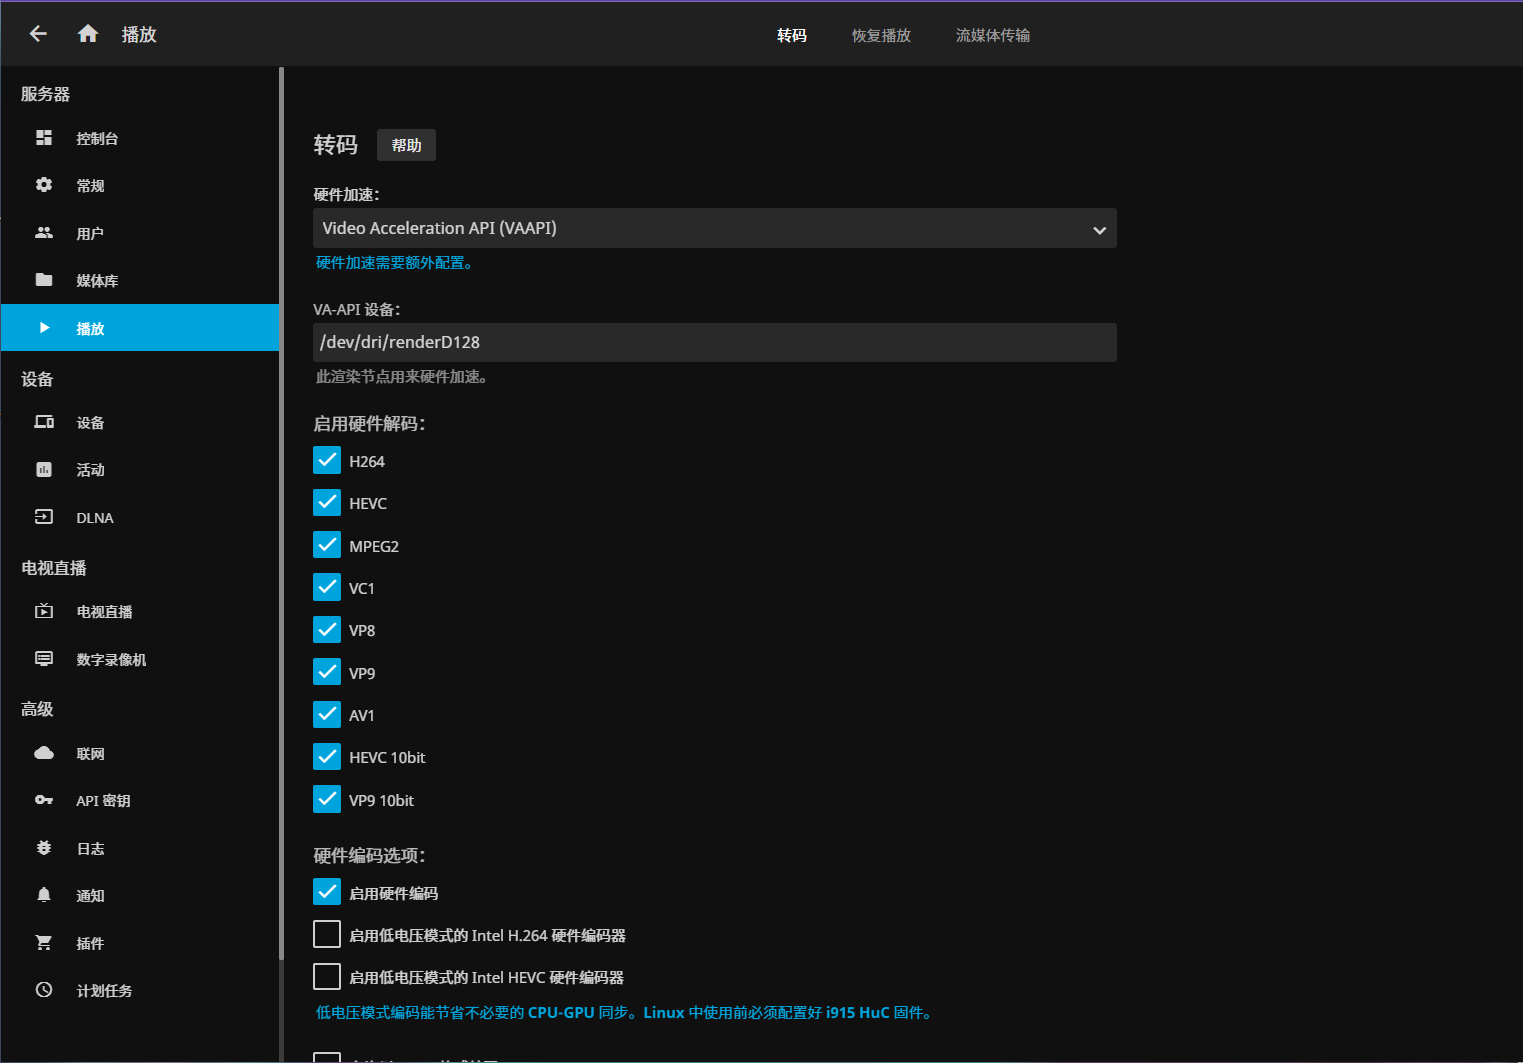 播放
转码
恢复播放
流媒体传输
服务器
控制台
常规
用户
媒体库
播放
设备
设备
活动
DLNA
电视直播
电视直播
数字录像机
高级
联网
API 密钥
日志
通知
插件
计划任务
转码
帮助
硬件加速：
Video Acceleration API (VAAPI)
硬件加速需要额外配置。
VA-API 设备：
/dev/dri/renderD128
此渲染节点用来硬件加速。
启用硬件解码：
H264
HEVC
MPEG2
VC1
VP8
VP9
AV1
HEVC 10bit
VP9 10bit
硬件编码选项：
启用硬件编码
启用低电压模式的 Intel H.264 硬件编码器
启用低电压模式的 Intel HEVC 硬件编码器
低电压模式编码能节省不必要的 CPU-GPU 同步。Linux 中使用前必须配置好 i915 HuC 固件。